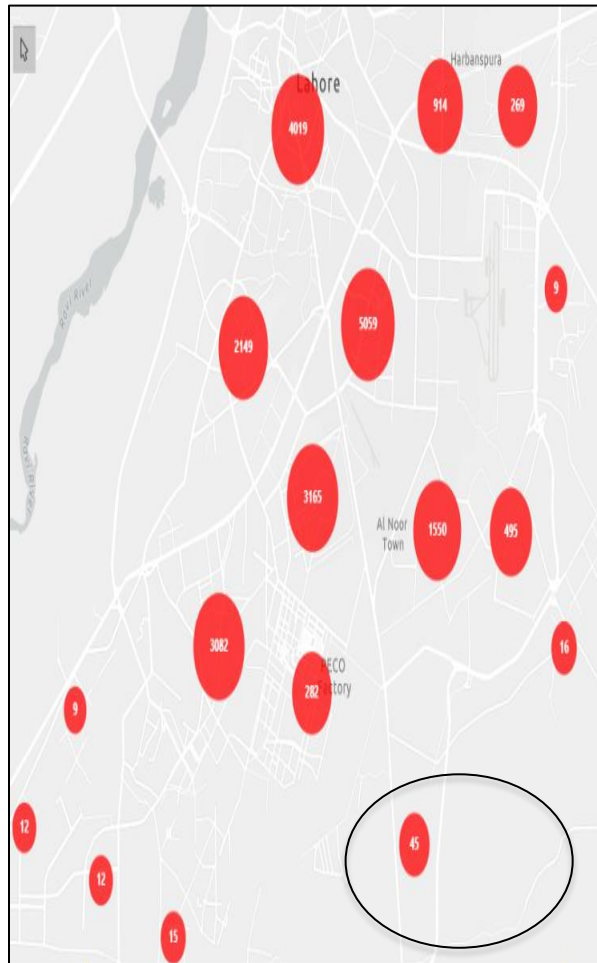 Harbanspura
Lahore
914
269
4019
Ravi River
9
5059
2149
Ravi River
3165
Al Noor
Town
1550
495
3082
16
PECO
Factory
282
9
12
45
12
15